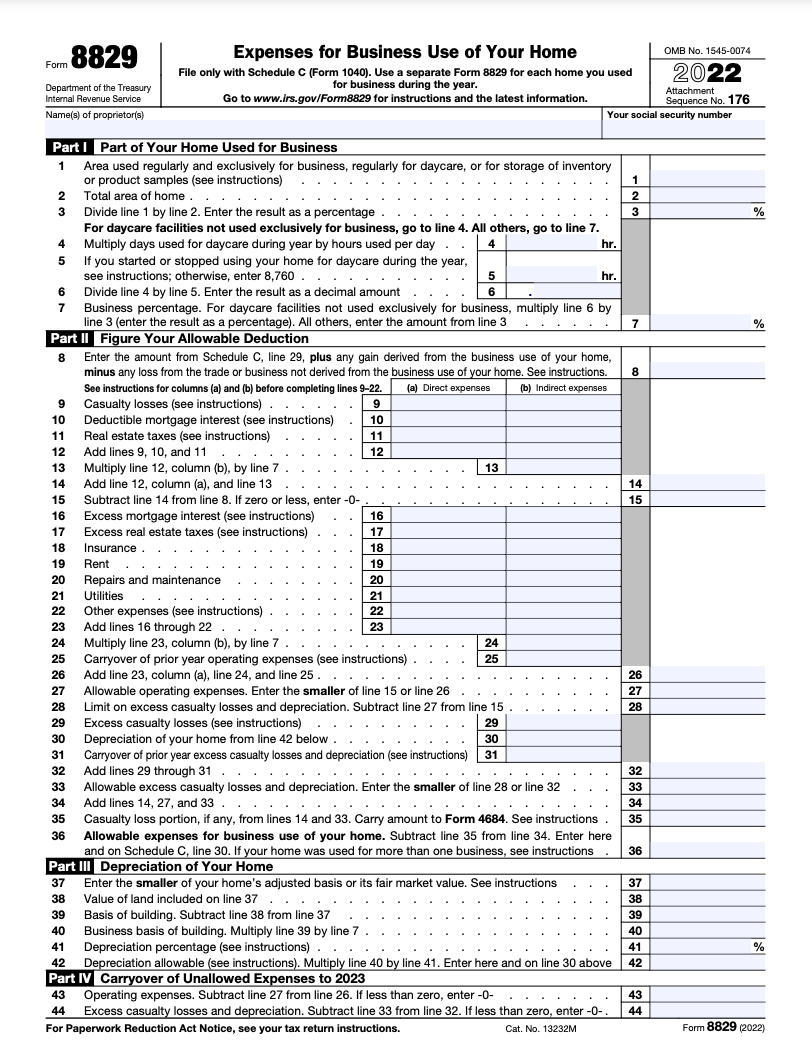 Form 8829
Department of the Treasury
Internal Revenue Service
Expenses for Business Use of Your Home
File only with Schedule C (Form 1040). Use a separate Form 8829 for each home you used
for business during the year.
Go to www.irs.gov/Form8829 for instructions and the latest information.
OMB No. 1545-0074
2022
Attachment
Sequence No. 176
Name(s) of proprietor(s)
Your social security number
Part I Part of Your Home Used for Business
1 Area used regularly and exclusively for business, regularly for daycare, or for storage of inventory
or product samples (see instructions) . . . . . . . . . . . . . . . . . . . 1
2 Total area of home . . . . . . . . . . . . . . . . . . . . . . . . . 2
3 Divide line 1 by line 2. Enter the result as a percentage . . . . . . . . . . . . . . 3 %
For daycare facilities not used exclusively for business, go to line 4. All others, go to line 7.
4 Multiply days used for daycare during year by hours used per day . . 4 hr.
5 If you started or stopped using your home for daycare during the year,
see instructions; otherwise, enter 8,760 . . . . . . . . . . 5 hr.
6 Divide line 4 by line 5. Enter the result as a decimal amount . . . . 6 .
7 Business percentage. For daycare facilities not used exclusively for business, multiply line 6 by
line 3 (enter the result as a percentage). All others, enter the amount from line 3 . . . . . . 7 %
Part II Figure Your Allowable Deduction
8 Enter the amount from Schedule C, line 29, plus any gain derived from the business use of your home,
minus any loss from the trade or business not derived from the business use of your home. See instructions. 8
See instructions for columns (a) and (b) before completing lines 9–22. (a) Direct expenses (b) Indirect expenses
9 Casualty losses (see instructions) . . . . . . 9
10 Deductible mortgage interest (see instructions) . 10
11 Real estate taxes (see instructions) . . . . . 11
12 Add lines 9, 10, and 11 . . . . . . . . . 12
13 Multiply line 12, column (b), by line 7 . . . . . . . . . . . . 13
14 Add line 12, column (a), and line 13 . . . . . . . . . . . . . . . . . . . . 14
15 Subtract line 14 from line 8. If zero or less, enter -0- . . . . . . . . . . . . . . . 15
16 Excess mortgage interest (see instructions) . . 16
17 Excess real estate taxes (see instructions) . . . 17
18 Insurance . . . . . . . . . . . . . 18
19 Rent . . . . . . . . . . . . . . 19
20 Repairs and maintenance . . . . . . . 20
21 Utilities . . . . . . . . . . . . . 21
22 Other expenses (see instructions) . . . . . . 22
23 Add lines 16 through 22 . . . . . . . . . 23
24 Multiply line 23, column (b), by line 7 . . . . . . . . . . . . 24
25 Carryover of prior year operating expenses (see instructions) . . . . 25
26 Add line 23, column (a), line 24, and line 25 . . . . . . . . . . . . . . . . . . 26
27 Allowable operating expenses. Enter the smaller of line 15 or line 26 . . . . . . . . . . 27
28 Limit on excess casualty losses and depreciation. Subtract line 27 from line 15 . . . . . . . 28
29 Excess casualty losses (see instructions) . . . . . . . . . . 29
30 Depreciation of your home from line 42 below . . . . . . . . . 30
31 Carryover of prior year excess casualty losses and depreciation (see instructions) 31
32 Add lines 29 through 31 . . . . . . . . . . . . . . . . . . . . . . . . 32
33 Allowable excess casualty losses and depreciation. Enter the smaller of line 28 or line 32 . . . 33
34 Add lines 14, 27, and 33 . . . . . . . . . . . . . . . . . . . . . . . . 34
35 Casualty loss portion, if any, from lines 14 and 33. Carry amount to Form 4684. See instructions . 35
36 Allowable expenses for business use of your home. Subtract line 35 from line 34. Enter here
and on Schedule C, line 30. If your home was used for more than one business, see instructions . 36
Part III Depreciation of Your Home
37 Enter the smaller of your home's adjusted basis or its fair market value. See instructions . . . 37
38 Value of land included on line 37 . . . . . . . . . . . . . . . . . . . . . 38
39 Basis of building. Subtract line 38 from line 37 . . . . . . . . . . . . . . . . . 39
40 Business basis of building. Multiply line 39 by line 7 . . . . . . . . . . . . . . . 40
41 Depreciation percentage (see instructions) . . . . . . . . . . . . . . . . . . 41 %
42 Depreciation allowable (see instructions). Multiply line 40 by line 41. Enter here and on line 30 above 42
Part IV Carryover of Unallowed Expenses to 2023
43 Operating expenses. Subtract line 27 from line 26. If less than zero, enter -0- . . . . . . . 43
44 Excess casualty losses and depreciation. Subtract line 33 from line 32. If less than zero, enter -0- . 44
For Paperwork Reduction Act Notice, see your tax return instructions. Cat. No. 13232M Form 8829 (2022)